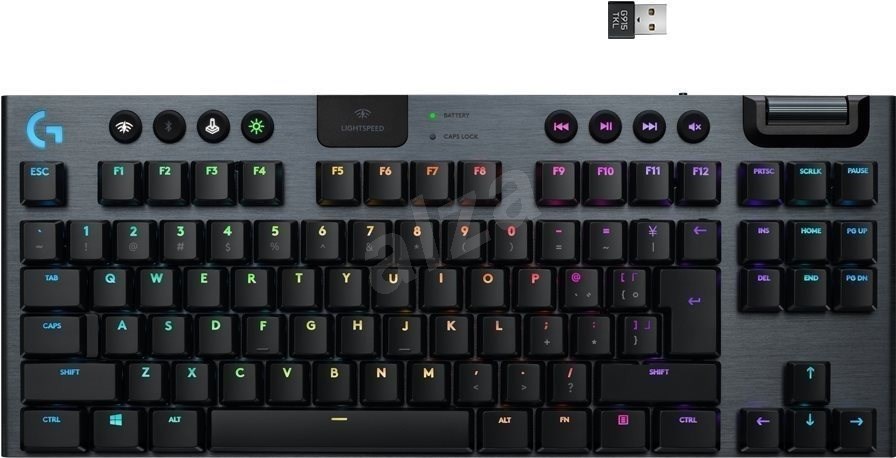 G915
TKL
LIGHTSPEED
BATTERY
CAPS LOCK
ESC F1 F2 F3 F4 F5 F6 F7 F8 F9 F10 F11 F12 PRTSC SCRLK PAUSE
1 2 3 4 5 6 7 8 9 0 - = ¥ ← INS HOME PG UP
TAB Q W E R T Y U I O P @ [ DEL END PG DN
CAPS A S D F G H J K L ; : ]
SHIFT Z X C V B N M , . / SHIFT ↑
CTRL ALT ALT FN CTRL ← ↓ →
alza